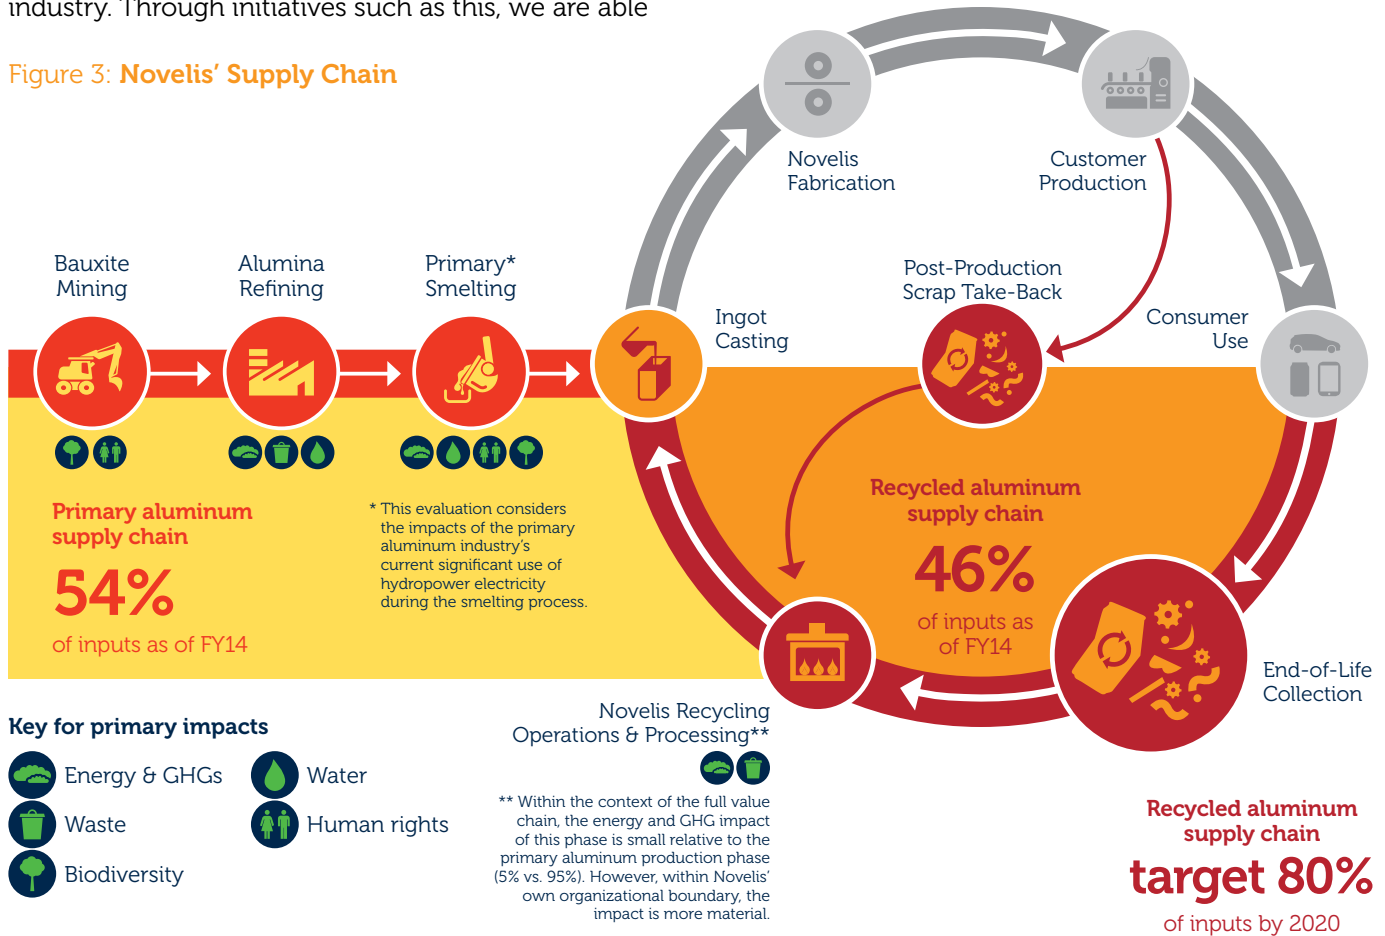 industry. Through initiatives such as this, we are able
Figure 3: Novelis’ Supply Chain
Novelis
Fabrication
Customer
Production
Bauxite
Mining
Alumina
Refining
Primary*
Smelting
Ingot
Casting
Post-Production
Scrap Take-Back
Consumer
Use
Primary aluminum
supply chain
54%
of inputs as of FY14
* This evaluation considers
the impacts of the primary
aluminum industry’s
current significant use of
hydropower electricity
during the smelting process.
Recycled aluminum
supply chain
46%
of inputs as
of FY14
End-of-Life
Collection
Novelis Recycling
Operations & Processing**
** Within the context of the full value
chain, the energy and GHG impact
of this phase is small relative to the
primary aluminum production phase
(5% vs. 95%). However, within Novelis’
own organizational boundary, the
impact is more material.
Key for primary impacts
Energy & GHGs
Waste
Biodiversity
Water
Human rights
Recycled aluminum
supply chain
target 80%
of inputs by 2020